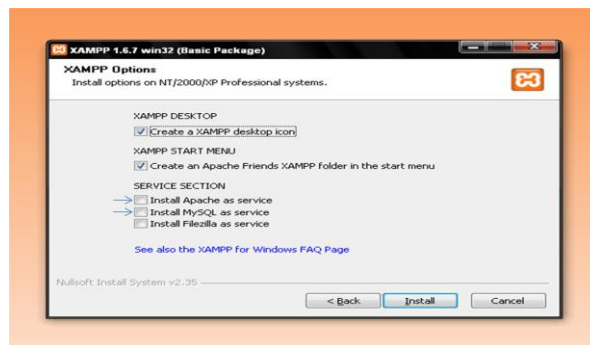 XAMPP 1.6.7 win32 (Basic Package)
XAMPP Options
Install options on NT/2000/XP Professional systems.
XAMPP DESKTOP
Create a XAMPP desktop icon
XAMPP START MENU
Create an Apache Friends XAMPP folder in the start menu
SERVICE SECTION
Install Apache as service
Install MySQL as service
Install Filezilla as service
See also the XAMPP for Windows FAQ Page
Nullsoft Install System v2.35
< Back Install Cancel